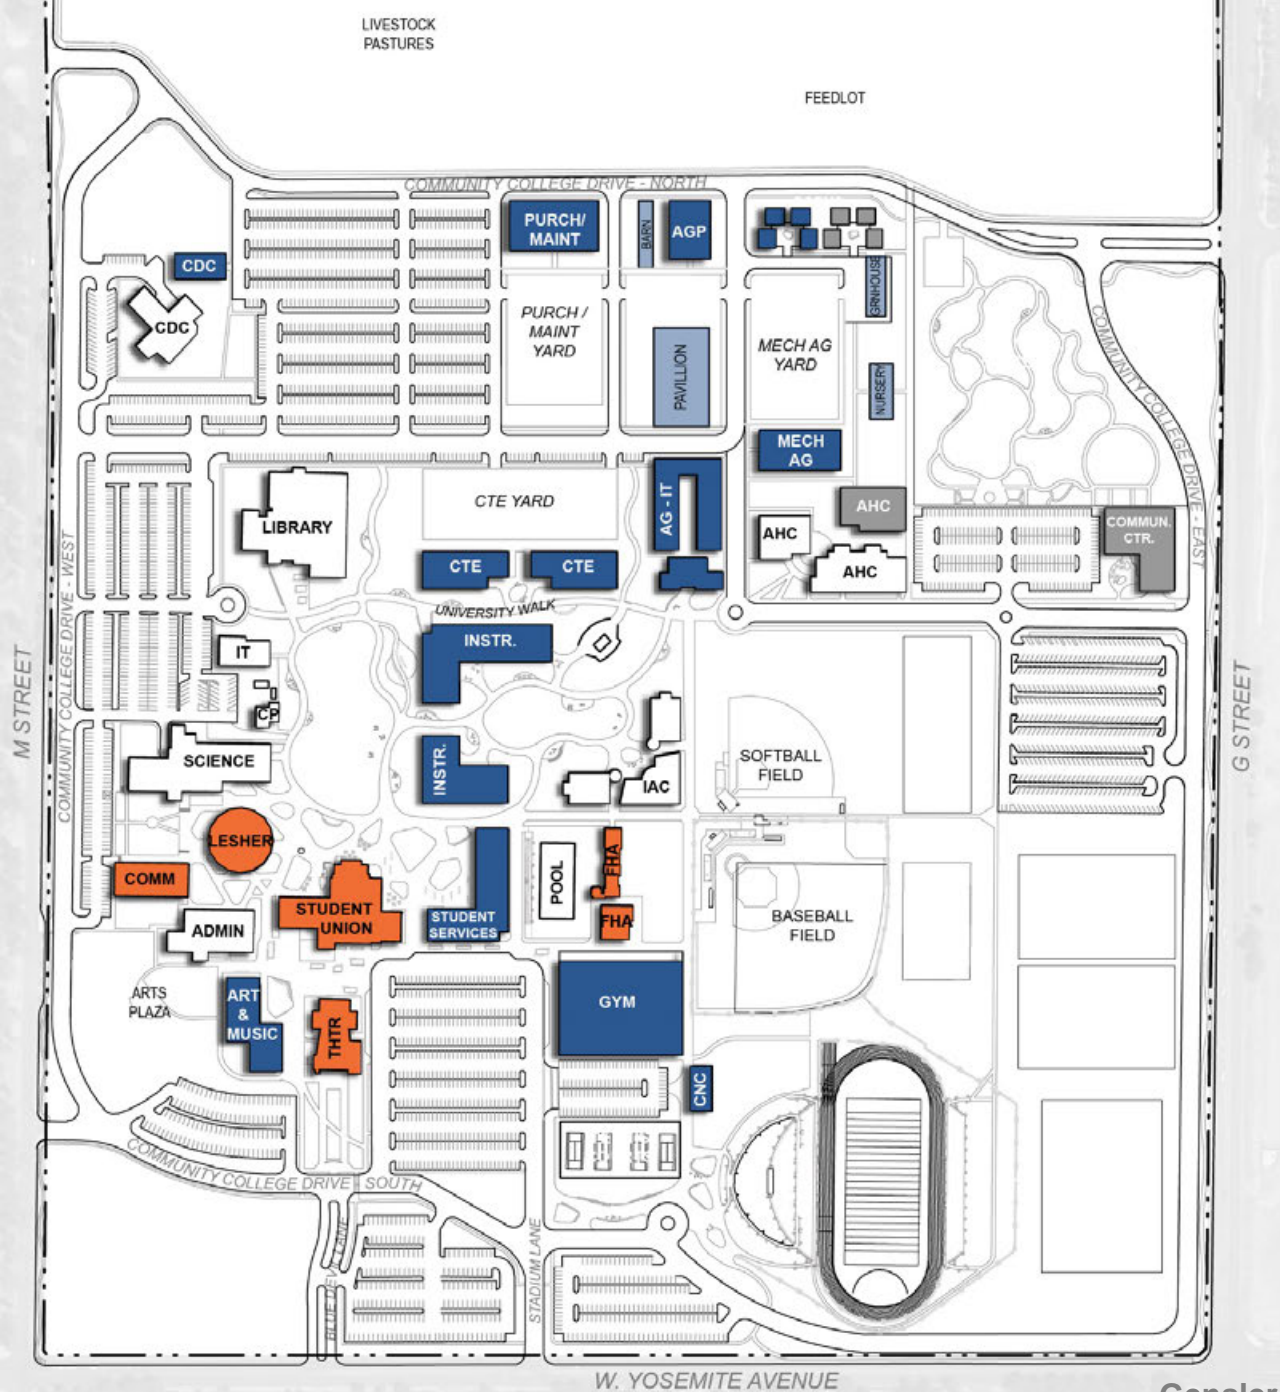 LIVESTOCK
PASTURES
FEEDLOT
COMMUNITY COLLEGE DRIVE - NORTH
PURCH/
MAINT
BARN
AGP
CDC
GRNHOUSE
CDC
PURCH /
MAINT
YARD
MECH AG
YARD
PAVILLION
NURSERY
COMMUNITY COLLEGE DRIVE - EAST
MECH
AG
LIBRARY
CTE YARD
AG - IT
AHC
AHC
COMMUN.
CTR.
CTE
CTE
AHC
UNIVERSITY WALK
INSTR.
COMMUNITY COLLEGE DRIVE - WEST
M STREET
G STREET
IT
CP
SCIENCE
INSTR.
SOFTBALL
FIELD
IAC
LESHER
COMM
POOL
FHA
STUDENT
UNION
ADMIN
STUDENT
SERVICES
FHA
BASEBALL
FIELD
ARTS
PLAZA
ART
&
MUSIC
THTR
GYM
CNC
COMMUNITY COLLEGE DRIVE - SOUTH
BLUE DEVIL LANE
STADIUM LANE
W. YOSEMITE AVENUE